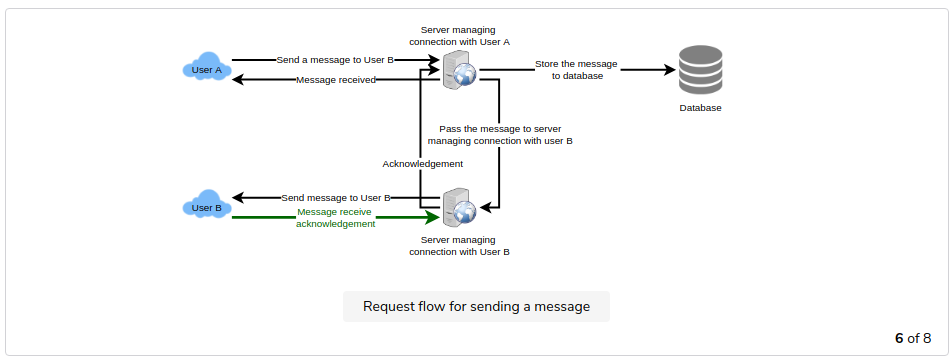 Server managing
connection with User A
User A
Send a message to User B
Message received
Store the message
to database
Database
Pass the message to server
managing connection with user B
Acknowledgement
User B
Send message to User B
Message receive
acknowledgement
Server managing
connection with User B
Request flow for sending a message
6 of 8